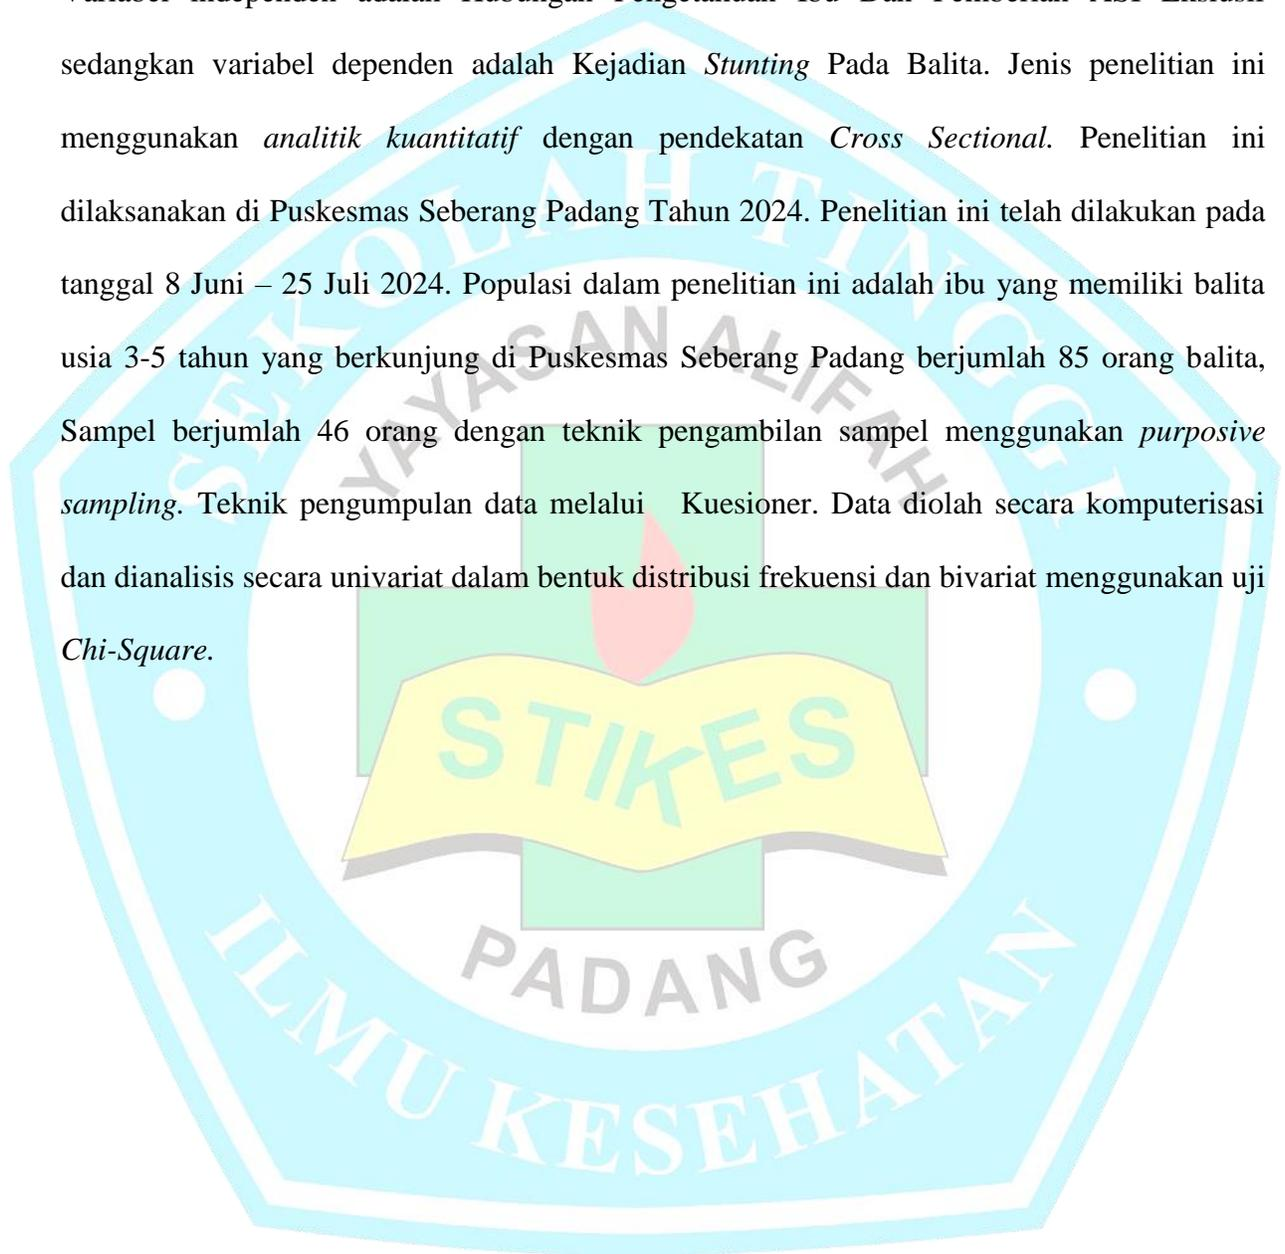 sedangkan variabel dependen adalah Kejadian Stunting Pada Balita. Jenis penelitian ini
menggunakan analitik kuantitatif dengan pendekatan Cross Sectional. Penelitian ini
dilaksanakan di Puskesmas Seberang Padang Tahun 2024. Penelitian ini telah dilakukan pada
tanggal 8 Juni – 25 Juli 2024. Populasi dalam penelitian ini adalah ibu yang memiliki balita
usia 3-5 tahun yang berkunjung di Puskesmas Seberang Padang berjumlah 85 orang balita,
Sampel berjumlah 46 orang dengan teknik pengambilan sampel menggunakan purposive
sampling. Teknik pengumpulan data melalui Kuesioner. Data diolah secara komputerisasi
dan dianalisis secara univariat dalam bentuk distribusi frekuensi dan bivariat menggunakan uji
Chi-Square.
SEKOLAH TINGGI
YAYASAN ALIFAH
STIKES
PADANG
ILMU KESEHATAN